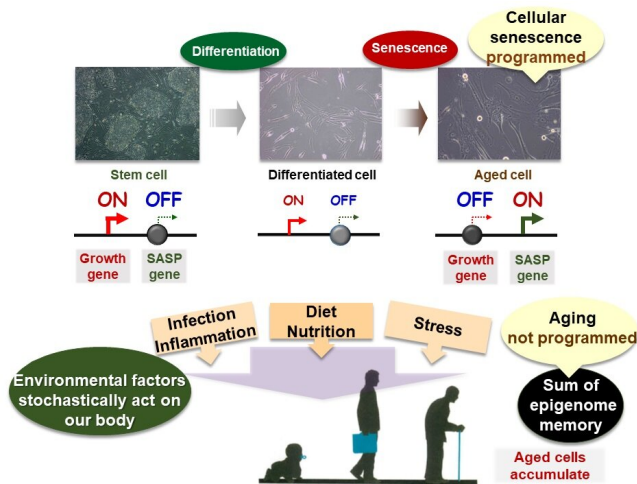 Differentiation
Senescence
Cellular
senescence
programmed
Stem cell
Differentiated cell
Aged cell
ON OFF
ON OFF
OFF ON
Growth
gene
SASP
gene
Growth
gene
SASP
gene
Infection
Inflammation
Diet
Nutrition
Stress
Aging
not programmed
Environmental factors
stochastically act on
our body
Sum of
epigenome
memory
Aged cells
accumulate